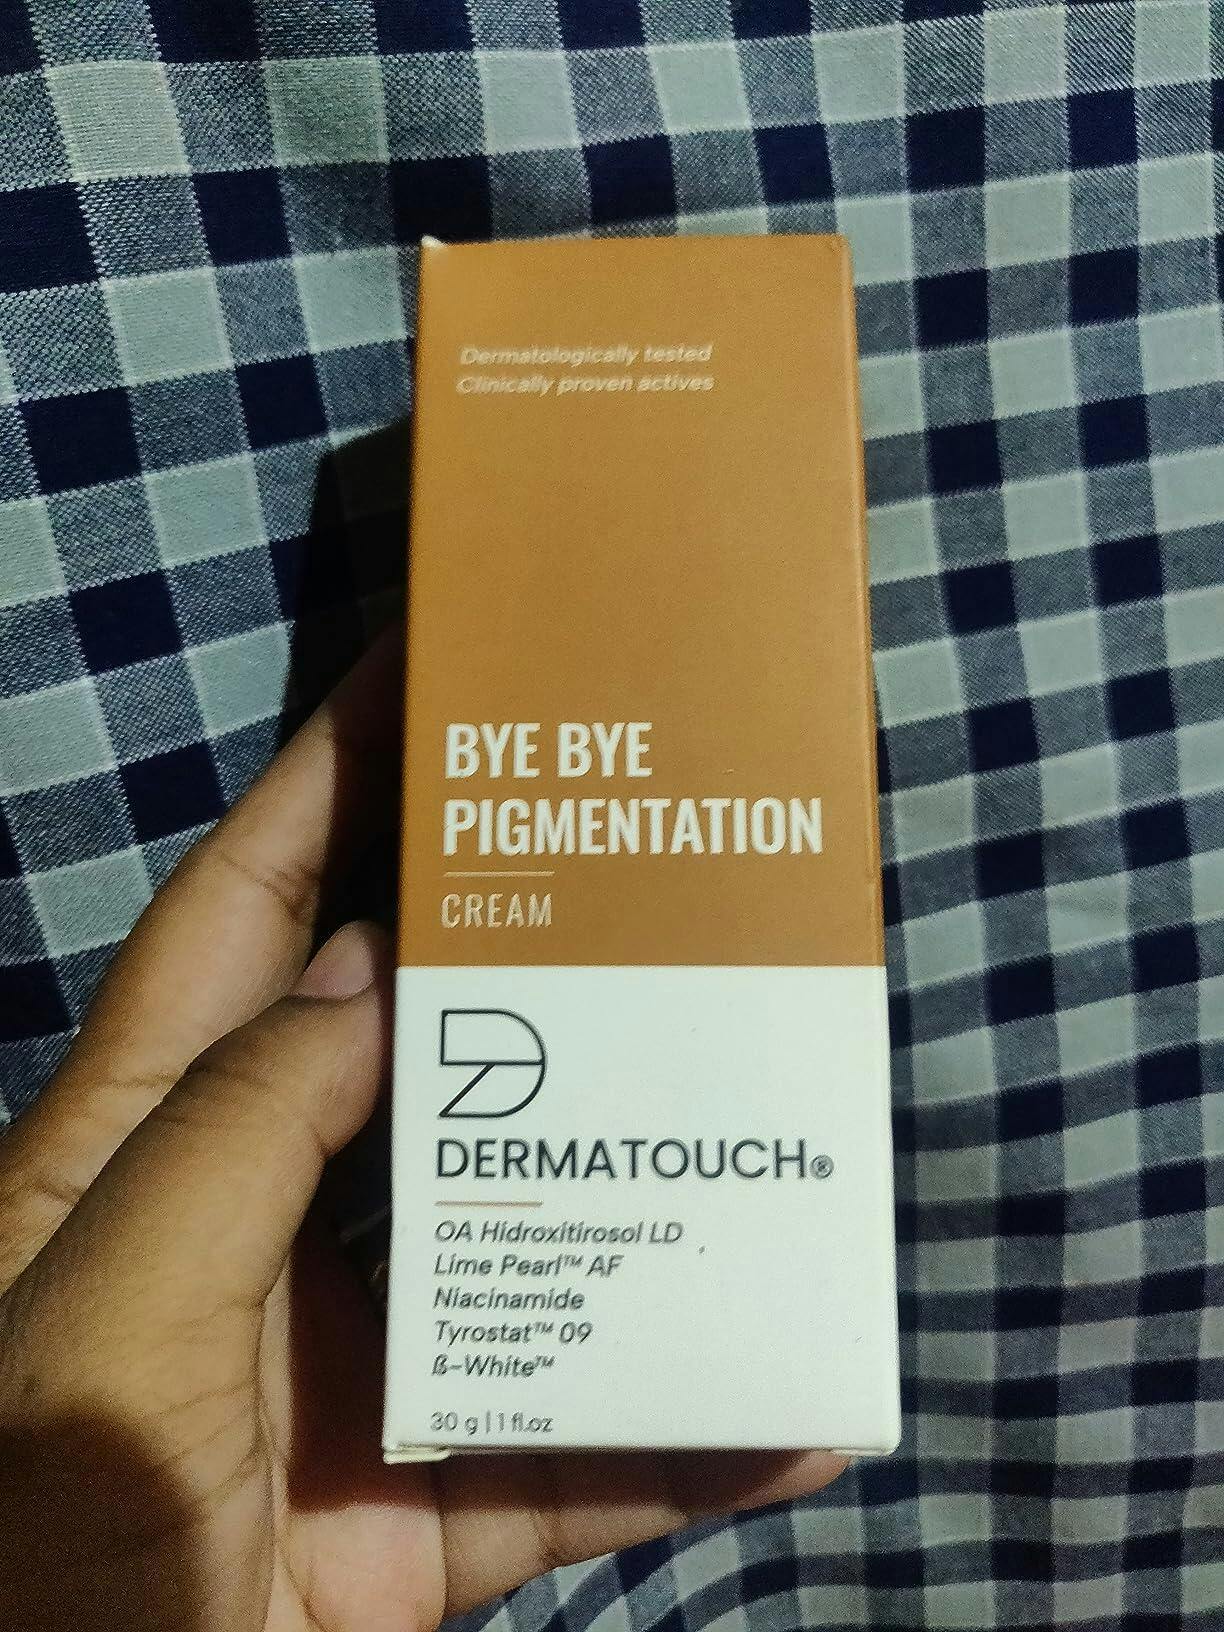 Dermatologically tested
Clinically proven actives
BYE BYE
PIGMENTATION
CREAM
DERMATOUCH®
OA Hidroxitirosol LD
Lime Pearl™ AF
Niacinamide
Tyrostat™ 09
ß-White™
30 g | 1 fl.oz